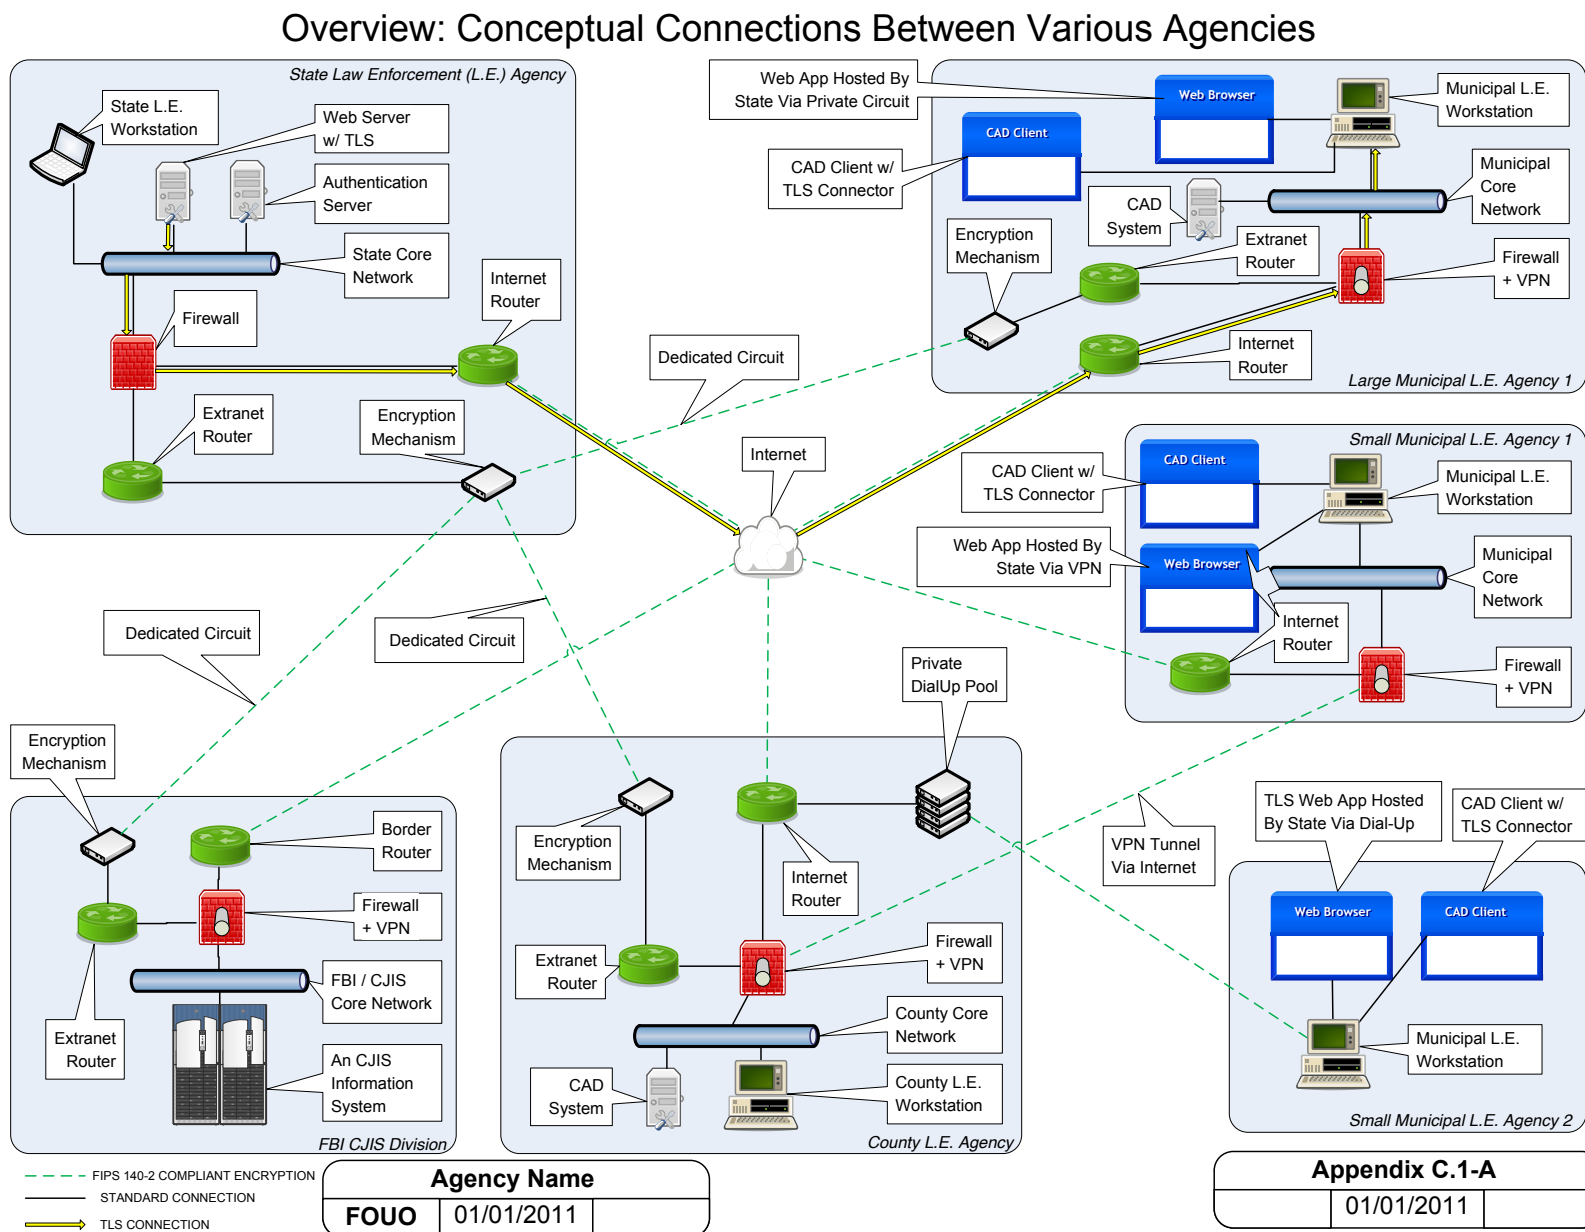 Overview: Conceptual Connections Between Various Agencies
State Law Enforcement (L.E.) Agency
State L.E.
Workstation
Web Server
w/ TLS
Authentication
Server
State Core
Network
Internet
Router
Firewall
Extranet
Router
Encryption
Mechanism
Dedicated Circuit
Internet
Web App Hosted By
State Via Private Circuit
Web Browser
CAD Client
Municipal L.E.
Workstation
CAD Client w/
TLS Connector
Municipal
Core
Network
CAD
System
Encryption
Mechanism
Extranet
Router
Firewall
+ VPN
Internet
Router
Large Municipal L.E. Agency 1
Small Municipal L.E. Agency 1
CAD Client
CAD Client w/
TLS Connector
Municipal L.E.
Workstation
Web App Hosted By
State Via VPN
Web Browser
Municipal
Core
Network
Internet
Router
Firewall
+ VPN
Dedicated Circuit
Dedicated Circuit
Private
DialUp Pool
Encryption
Mechanism
Border
Router
Firewall
+ VPN
FBI / CJIS
Core Network
Extranet
Router
An CJIS
Information
System
FBI CJIS Division
Encryption
Mechanism
Internet
Router
Extranet
Router
Firewall
+ VPN
County Core
Network
CAD
System
County L.E.
Workstation
County L.E. Agency
VPN Tunnel
Via Internet
TLS Web App Hosted
By State Via Dial-Up
CAD Client w/
TLS Connector
Web Browser
CAD Client
Municipal L.E.
Workstation
Small Municipal L.E. Agency 2
FIPS 140-2 COMPLIANT ENCRYPTION
STANDARD CONNECTION
TLS CONNECTION
Agency Name
FOUO 01/01/2011
Appendix C.1-A
01/01/2011